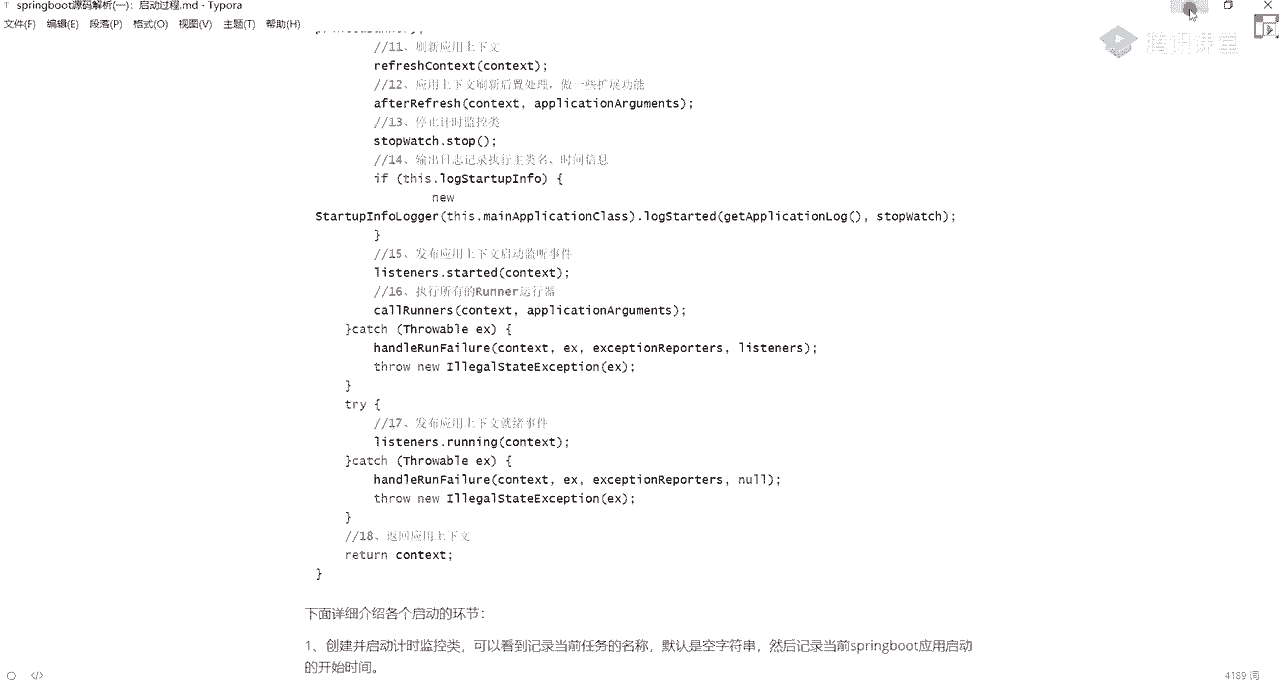 springboot源码解析(一)：启动过程.md - Typora
文件(F) 编辑(E) 段落(P) 格式(O) 视图(V) 主题(T) 帮助(H)
腾讯课堂
//11、刷新应用上下文
refreshContext(context);
//12、应用上下文刷新后置处理，做一些扩展功能
afterRefresh(context, applicationArguments);
//13、停止计时监控类
stopWatch.stop();
//14、输出日志记录执行主类名、时间信息
if (this.logStartupInfo) {
new
StartupInfoLogger(this.mainApplicationClass).logStarted(getApplicationLog(), stopWatch);
}
//15、发布应用上下文启动监听事件
listeners.started(context);
//16、执行所有的Runner运行器
callRunners(context, applicationArguments);
}catch (Throwable ex) {
handleRunFailure(context, ex, exceptionReporters, listeners);
throw new IllegalStateException(ex);
}
try {
//17、发布应用上下文就绪事件
listeners.running(context);
}catch (Throwable ex) {
handleRunFailure(context, ex, exceptionReporters, null);
throw new IllegalStateException(ex);
}
//18、返回应用上下文
return context;
}
下面详细介绍各个启动的环节：
1、创建并启动计时监控类，可以看到记录当前任务的名称，默认是空字符串，然后记录当前springboot应用启动
的开始时间。
</>
4189 词